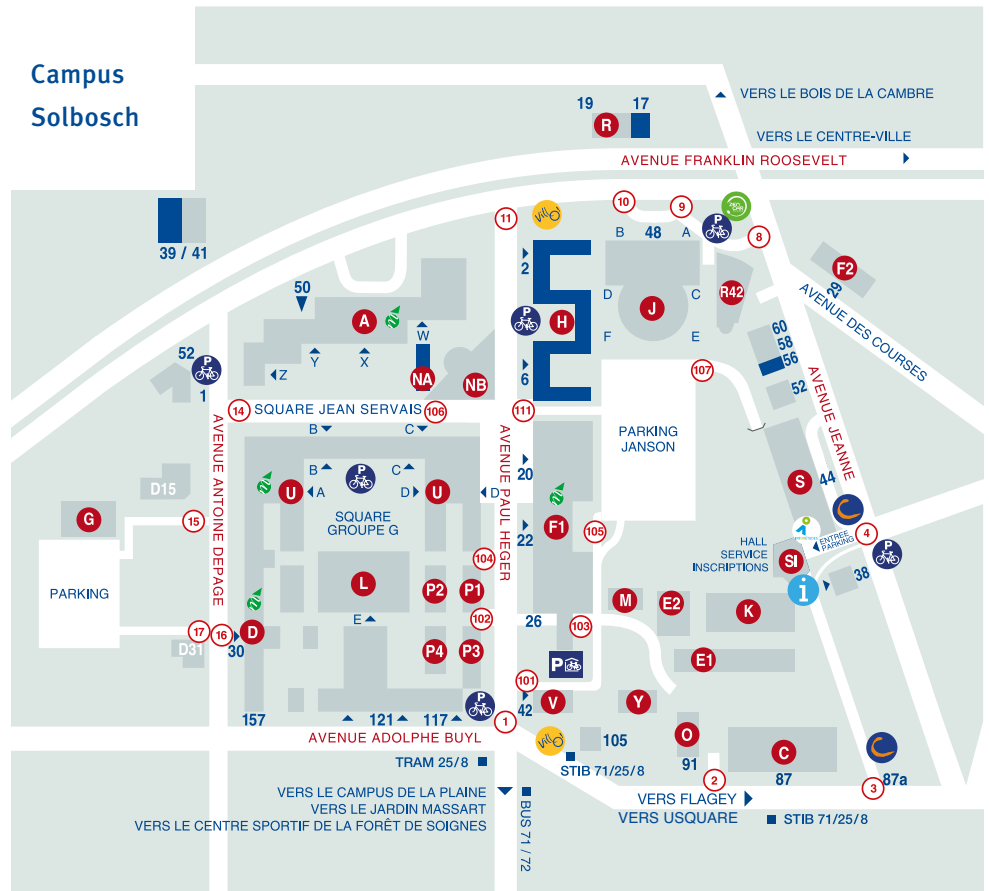 Campus
Solbosch
VERS LE BOIS DE LA CAMBRE
19
17
R
VERS LE CENTRE-VILLE
AVENUE FRANKLIN ROOSEVELT
39 / 41
11
Villo!
10
9
8
B
48
A
P
2
50
A
W
Y
X
Z
P
H
D
C
R42
J
F
E
F2
29
AVENUE DES COURSES
60
58
56
52
52
P
1
NA
NB
6
107
AVENUE JEANNE
14
SQUARE JEAN SERVAIS
106
111
B
C
AVENUE ANTOINE DEPAGE
AVENUE PAUL HEGER
PARKING
JANSON
B
C
P
20
U
A
D
U
D
SQUARE
GROUPE G
D15
G
15
F1
22
105
S
44
4
ENTREE
PARKING
P
HALL
SERVICE
INSCRIPTIONS
SI
i
38
104
PARKING
L
P2
P1
M
E2
K
102
E
26
103
17
16
D
30
D31
P4
P3
E1
P
101
42
V
Y
P
157
121
117
1
AVENUE ADOLPHE BUYL
Villo!
105
O
91
C
87
87a
TRAM 25/8
STIB 71/25/8
2
3
VERS LE CAMPUS DE LA PLAINE
VERS LE JARDIN MASSART
VERS LE CENTRE SPORTIF DE LA FORÊT DE SOIGNES
BUS 71 / 72
VERS FLAGEY
VERS USQUARE
STIB 71/25/8